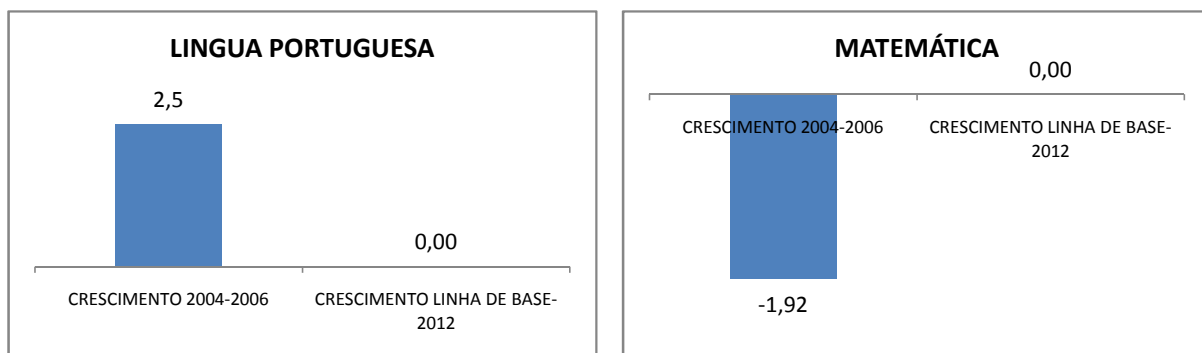 LINGUA PORTUGUESA
2,5
0,00
CRESCIMENTO 2004-2006
CRESCIMENTO LINHA DE BASE-
2012
MATEMÁTICA
0,00
CRESCIMENTO 2004-2006
CRESCIMENTO LINHA DE BASE-
2012
-1,92